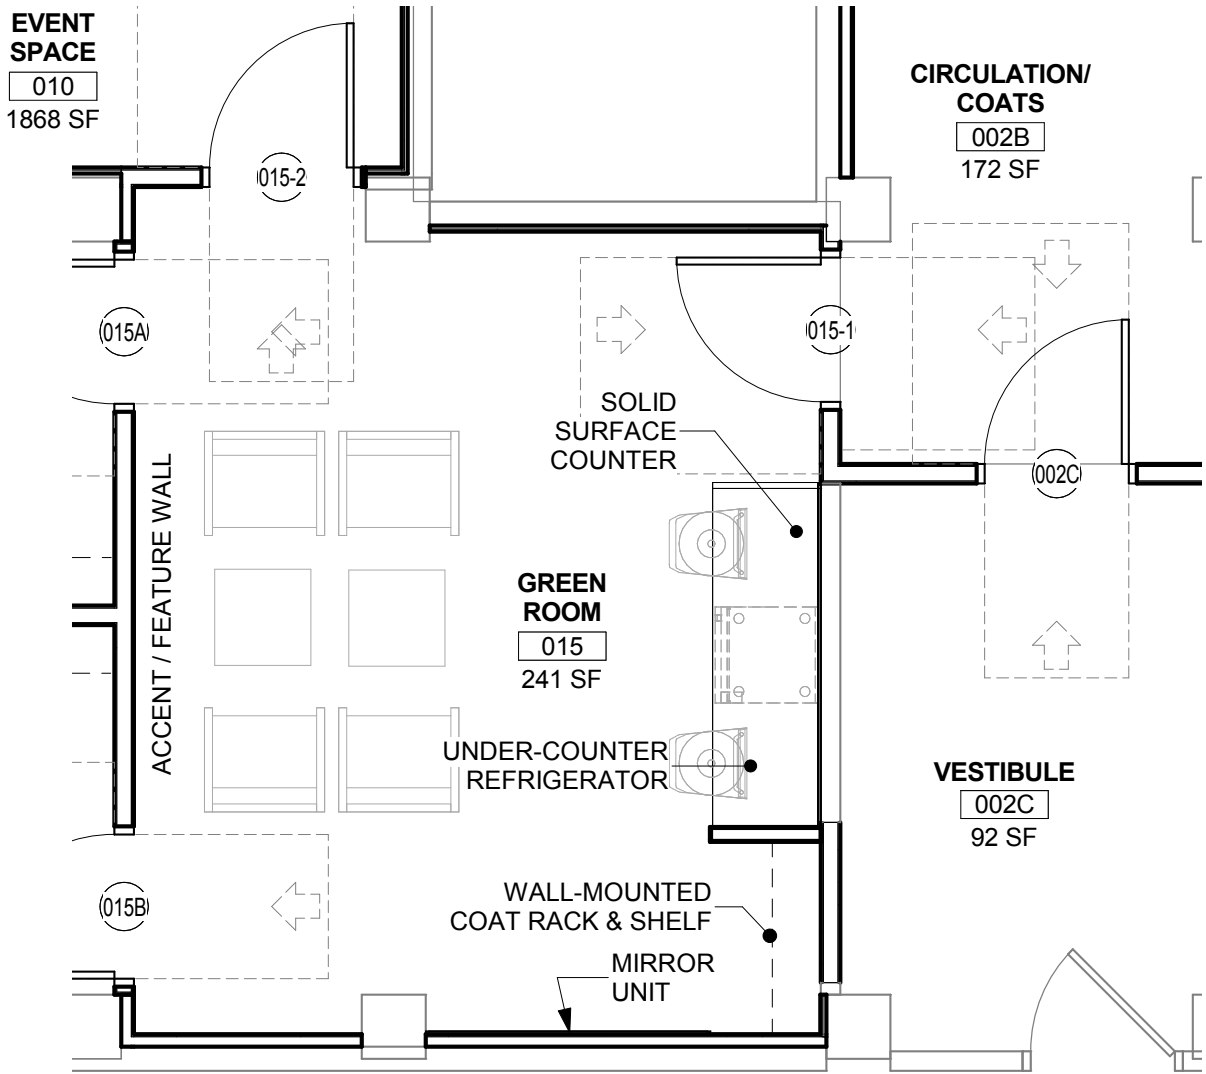 EVENT
SPACE
010
1868 SF
CIRCULATION/
COATS
002B
172 SF
015-2
015A
015-1
SOLID
SURFACE
COUNTER
002C
ACCENT / FEATURE WALL
GREEN
ROOM
015
241 SF
UNDER-COUNTER
REFRIGERATOR
VESTIBULE
002C
92 SF
015B
WALL-MOUNTED
COAT RACK & SHELF
MIRROR
UNIT